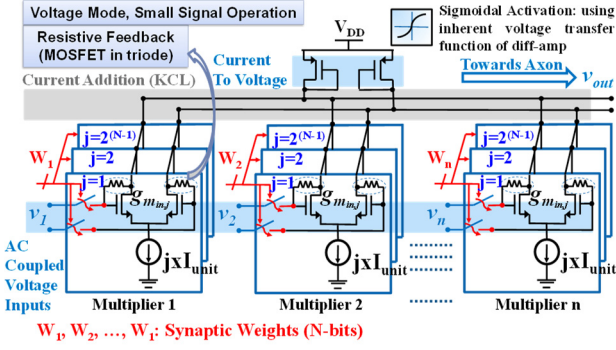 Voltage Mode, Small Signal Operation
Resistive Feedback
(MOSFET in triode)
V_DD
Sigmoidal Activation: using
inherent voltage transfer
function of diff-amp
Current
To Voltage
Towards Axon
v_out
Current Addition (KCL)
j=2^(N-1)
j=2
j=1
W_1
g_m_in,j
v_1
jxI_unit
j=2^(N-1)
j=2
j=1
W_2
g_m_in,j
v_2
jxI_unit
j=2^(N-1)
j=2
j=1
W_n
g_m_in,j
v_n
jxI_unit
AC
Coupled
Voltage
Inputs
Multiplier 1
Multiplier 2
Multiplier n
W_1, W_2, ..., W_1: Synaptic Weights (N-bits)